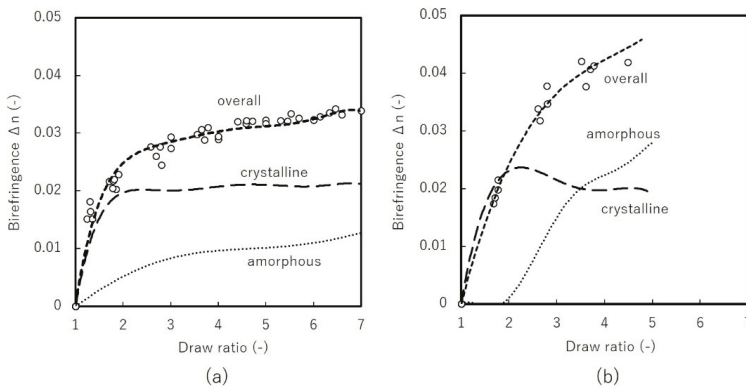 0.05
0.04
0.03
0.02
0.01
0
Birefringence Δn (-)
overall
crystalline
amorphous
1 2 3 4 5 6 7
Draw ratio (-)
(a)
0.05
0.04
0.03
0.02
0.01
0
Birefringence Δn (-)
overall
amorphous
crystalline
1 2 3 4 5 6 7
Draw ratio (-)
(b)